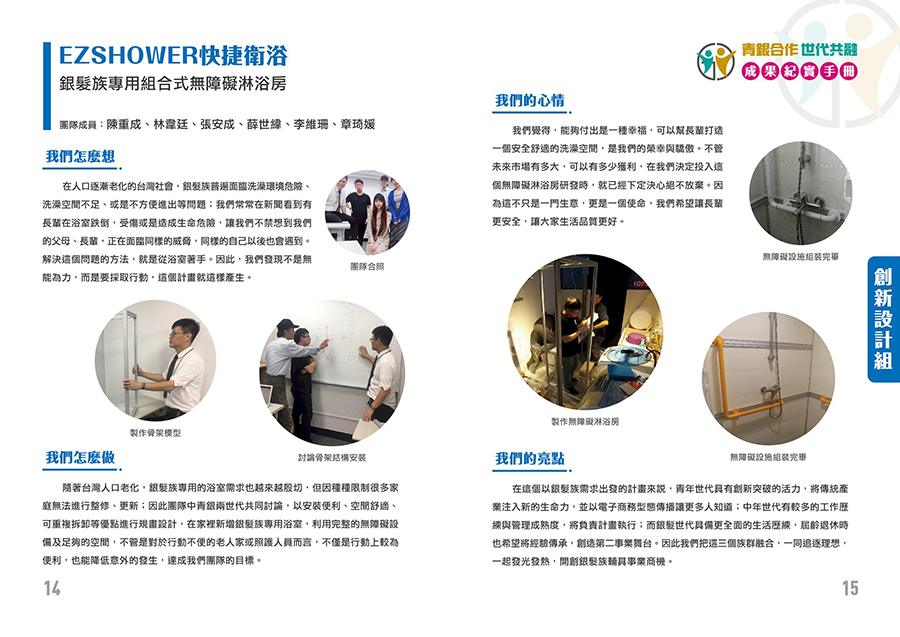 EZSHOWER快捷衛浴
銀髮族專用組合式無障礙淋浴房
團隊成員：陳重成、林韋廷、張安成、薛世緯、李維珊、章琦媛
我們怎麼想
在人口逐漸老化的台灣社會，銀髮族普遍面臨洗澡環境危險、
洗澡空間不足、或是不方便進出等問題；我們常常在新聞看到有
長輩在浴室跌倒，受傷或是造成生命危險，讓我們不禁想到我們
的父母、長輩，正在面臨同樣的威脅，同樣的自己以後也會遇到。
解決這個問題的方法，就是從浴室著手。因此，我們發現不是無
能為力，而是要採取行動，這個計畫就這樣產生。
團隊合照
製作骨架模型
討論骨架結構安裝
我們怎麼做
隨著台灣人口老化，銀髮族專用的浴室需求也越來越殷切，但因種種限制很多家
庭無法進行整修、更新；因此團隊中青銀兩世代共同討論，以安裝便利、空間舒適、
可重複拆卸等優點進行規畫設計，在家裡新增銀髮族專用浴室，利用完整的無障礙設
備及足夠的空間，不管是對於行動不便的老人家或照護人員而言，不僅是行動上較為
便利，也能降低意外的發生，達成我們團隊的目標。
14
青銀合作 世代共融
成果紀實手冊
我們的心情
我們覺得，能夠付出是一種幸福，可以幫長輩打造
一個安全舒適的洗澡空間，是我們的榮幸與驕傲。不管
未來市場有多大，可以有多少獲利，在我們決定投入這
個無障礙淋浴房研發時，就已經下定決心絕不放棄。因
為這不只是一門生意，更是一個使命，我們希望讓長輩
更安全，讓大家生活品質更好。
無障礙設施組裝完畢
製作無障礙淋浴房
無障礙設施組裝完畢
我們的亮點
在這個以銀髮族需求出發的計畫來說，青年世代具有創新突破的活力，將傳統產
業注入新的生命力，並以電子商務型態傳播讓更多人知道；中年世代有較多的工作歷
練與管理成熟度，將負責計畫執行；而銀髮世代具備更全面的生活歷練，屆齡退休時
也希望將經驗傳承，創造第二事業舞台。因此我們把這三個族群融合，一同追逐理想，
一起發光發熱，開創銀髮族輔具事業商機。
創新設計組
15